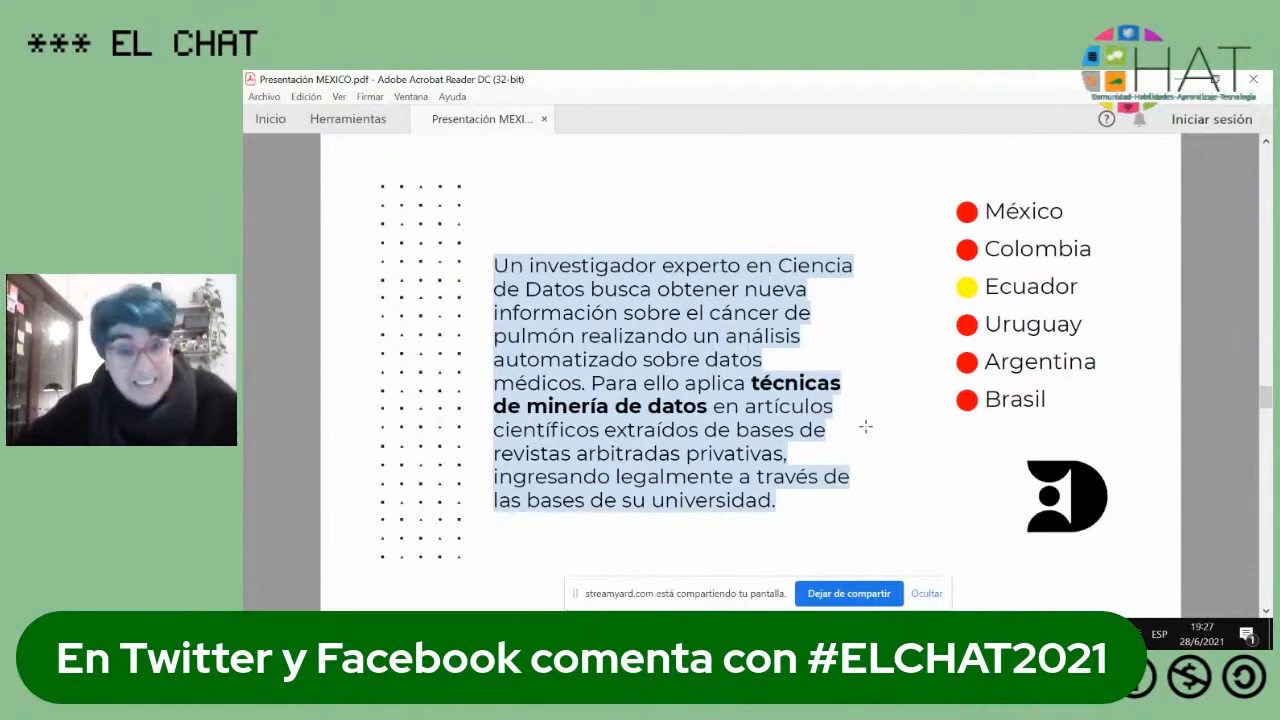 *** EL CHAT
HAT
Comunidad-Habilidades-Aprendizaje-Tecnología
Presentación MEXICO.pdf - Adobe Acrobat Reader DC (32-bit)
Archivo Edición Ver Firmar Ventana Ayuda
Inicio Herramientas Presentación MEXI... × Iniciar sesión
México
Colombia
Ecuador
Uruguay
Argentina
Brasil
Un investigador experto en Ciencia
de Datos busca obtener nueva
información sobre el cáncer de
pulmón realizando un análisis
automatizado sobre datos
médicos. Para ello aplica técnicas
de minería de datos en artículos
científicos extraídos de bases de
revistas arbitradas privativas,
ingresando legalmente a través de
las bases de su universidad.
streamyard.com está compartiendo tu pantalla. Dejar de compartir Ocultar
ESP 19:27
28/6/2021
1
En Twitter y Facebook comenta con #ELCHAT2021